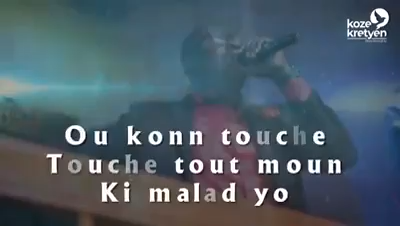 koze
kretyen
Ou konn touche
Touche tout moun
Ki malad yo